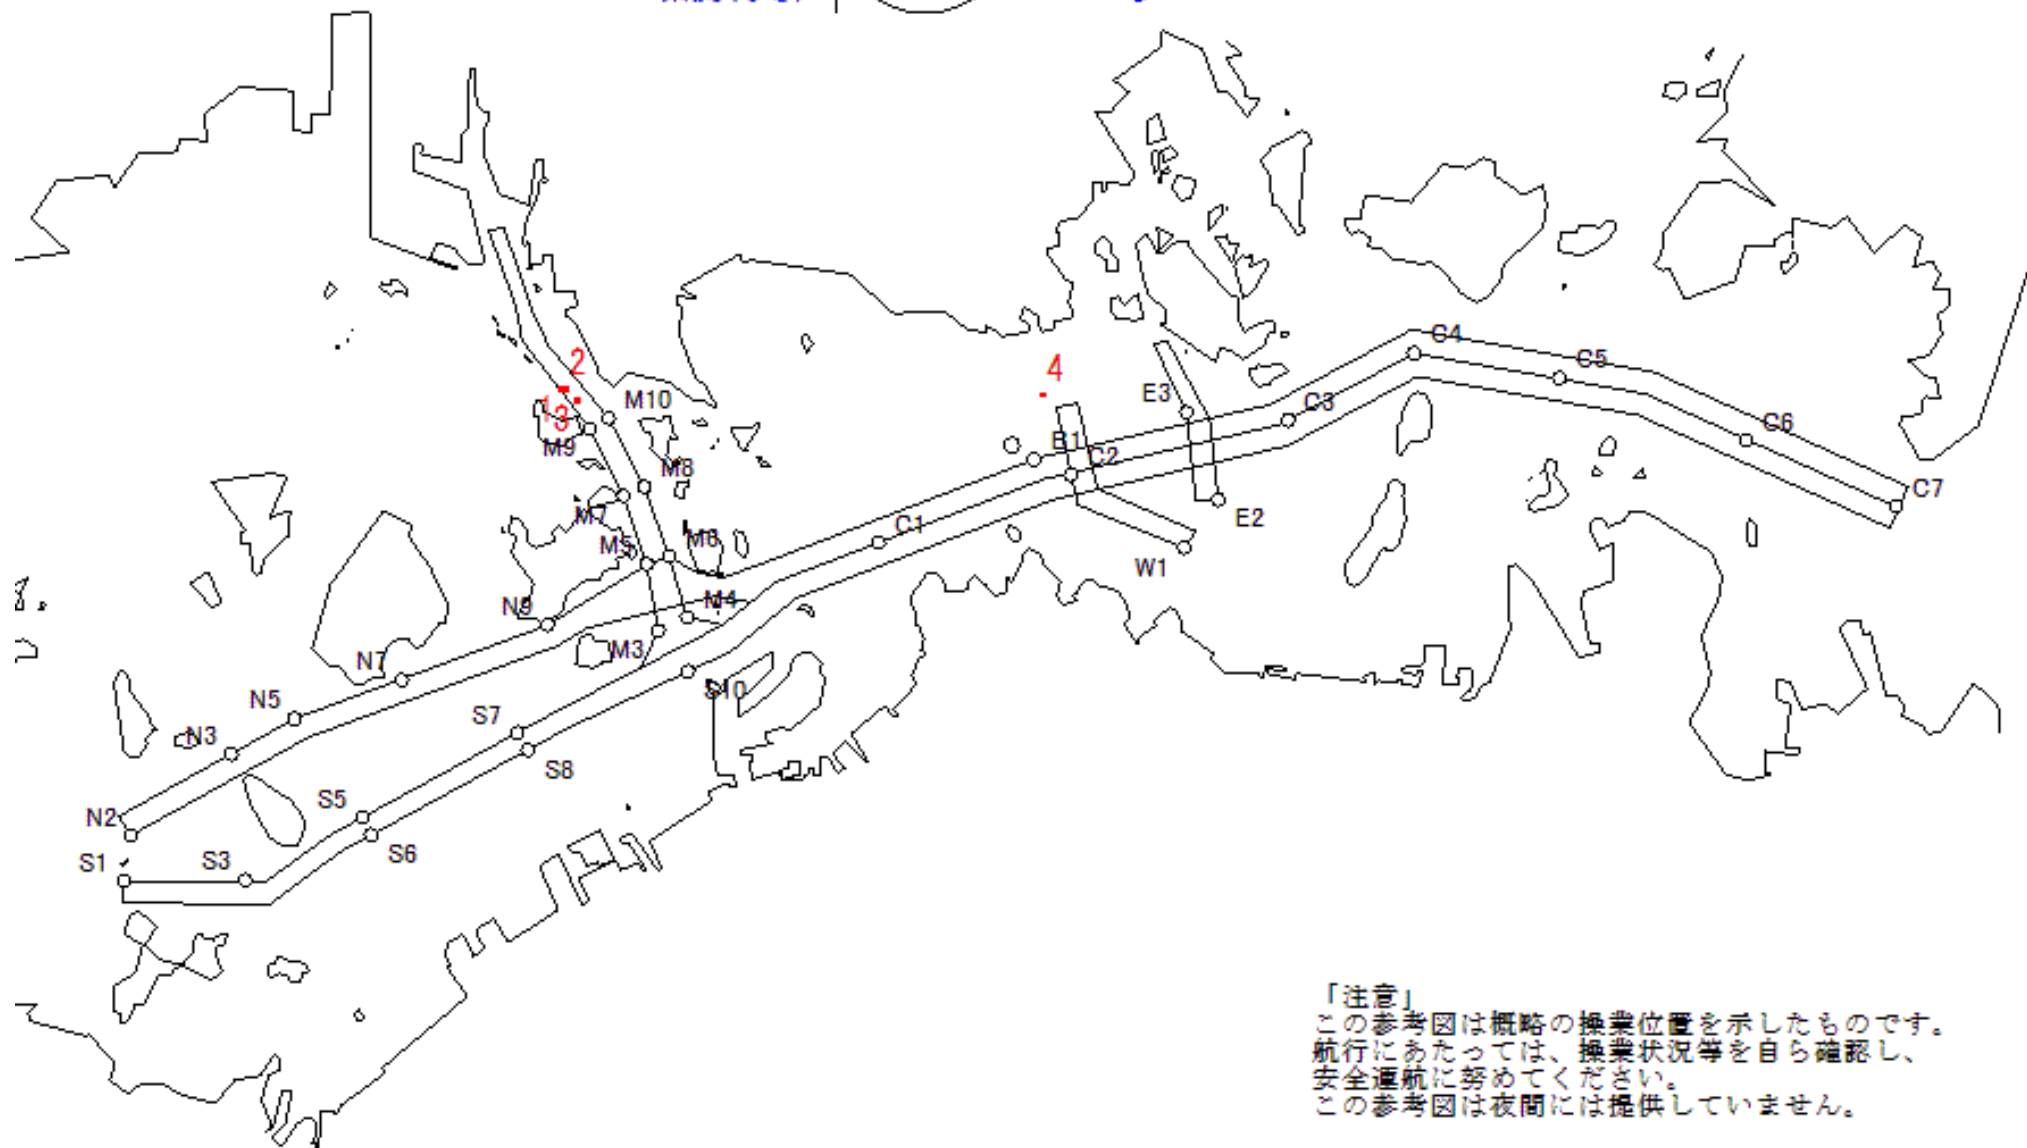 C4
C5
2
4
M10
E3
C3
1
3
C6
M9
B1
C2
M8
C7
M7
E2
C1
M5
M6
W1
N9
M4
M3
N7
S10
N5
S7
N3
S8
S5
N2
S6
S1
S3
「注意」
この参考図は概略の操業位置を示したものです。
航行にあたっては、操業状況等を自ら確認し、
安全運航に努めてください。
この参考図は夜間には提供していません。